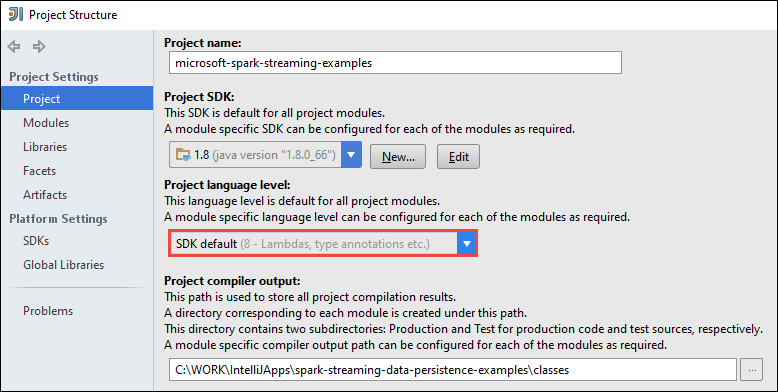 Project Structure
Project Settings
Project
Modules
Libraries
Facets
Artifacts
Platform Settings
SDKs
Global Libraries
Problems
Project name:
microsoft-spark-streaming-examples
Project SDK:
This SDK is default for all project modules.
A module specific SDK can be configured for each of the modules as required.
1.8 (java version "1.8.0_66") New... Edit
Project language level:
This language level is default for all project modules.
A module specific language level can be configured for each of the modules as required.
SDK default (8 - Lambdas, type annotations etc.)
Project compiler output:
This path is used to store all project compilation results.
A directory corresponding to each module is created under this path.
This directory contains two subdirectories: Production and Test for production code and test sources, respectively.
A module specific compiler output path can be configured for each of the modules as required.
C:\WORK\IntelliJApps\spark-streaming-data-persistence-examples\classes ...